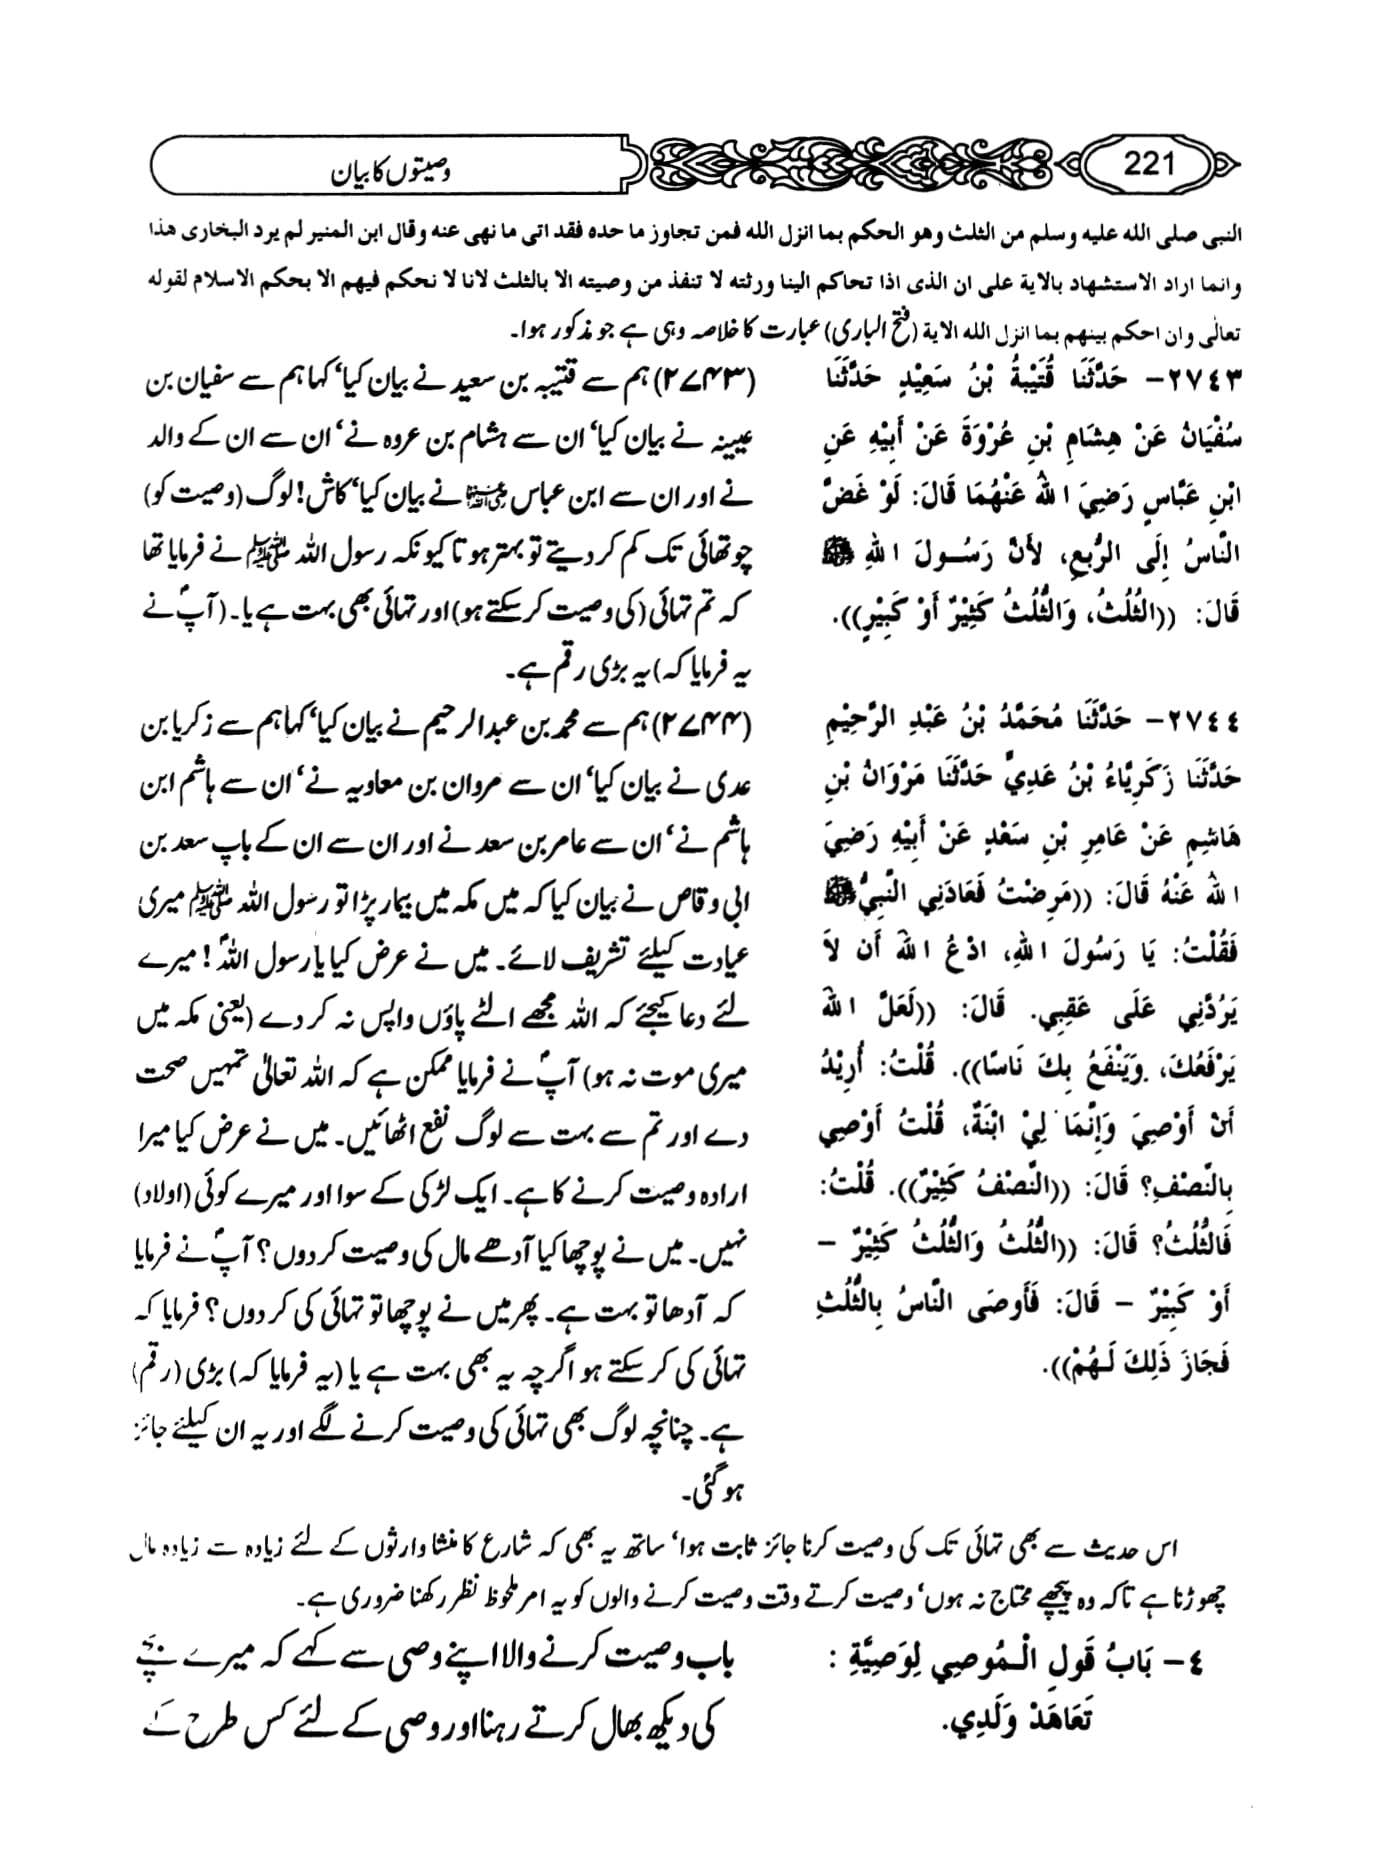 221
وصیتوں کا بیان
النبی صلی الله علیه وسلم من الثلث وهو الحکم بما انزل الله فمن تجاوز ما حده فقد اتی ما نهی عنه وقال ابن المنیر لم یرد البخاری هذا
وانما اراد الاستشهاد بالایة علی ان الذی اذا تحاکم الینا ورثته لا تنفذ من وصیته الا بالثلث لانا لا نحکم فیهم الا بحکم الاسلام لقوله
تعالٰی وان احکم بینهم بما انزل الله الایة (فتح الباری) عبارت کا خلاصہ وہی ہے جو مذکور ہوا۔
٢٧٤٣- حَدَّثَنَا قُتَيْبَةُ بْنُ سَعِيْدٍ حَدَّثَنَا
سُفْيَانُ عَنْ هِشَامِ بْنِ عُرْوَةَ عَنْ أَبِيْهِ عَنِ
ابْنِ عَبَّاسٍ رَضِيَ اللهُ عَنْهُمَا قَالَ: لَوْ غَضَّ
النَّاسُ إِلَى الرُّبعِ، لأَنَّ رَسُولَ اللهِ ﷺ
قَالَ: ((الثُّلُثُ، وَالثُّلُثُ كَثِيْرٌ أَوْ كَبِيْرٍ)).
(۲۷۴۳) ہم سے قتیبہ بن سعید نے بیان کیا‘ کہا ہم سے سفیان بن
عیینہ نے بیان کیا‘ ان سے ہشام بن عروہ نے‘ ان سے ان کے والد
نے اور ان سے ابن عباس رضی اللہ عنہما نے بیان کیا‘ کاش! لوگ (وصیت کو)
چوتھائی تک کم کر دیتے تو بہتر ہوتا کیونکہ رسول اللہ ﷺ نے فرمایا تھا
کہ تم تہائی (کی وصیت کر سکتے ہو) اور تہائی بھی بہت ہے یا۔ (آپؐ نے
یہ فرمایا کہ) یہ بڑی رقم ہے۔
٢٧٤٤- حَدَّثَنَا مُحَمَّدُ بْنُ عَبْدِ الرَّحِيْمِ
حَدَّثَنَا زَكَرِيَّاءُ بْنُ عَدِيٍّ حَدَّثَنَا مَرْوَانُ بْنِ
هَاشِمٍ عَنْ عَامِرِ بْنِ سَعْدٍ عَنْ أَبِيْهِ رَضِيَ
اللهُ عَنْهُ قَالَ: ((مَرِضْتُ فَعَادَنِي النَّبِيُّ ﷺ
فَقُلْتُ: يَا رَسُولَ اللهِ، ادْعُ اللهَ أَن لاَ
يَرُدَّنِي عَلَى عَقِبِي. قَالَ: ((لَعَلَّ اللهَ
يَرْفَعُكَ، وَيَنْفَعُ بِكَ نَاسًا)). قُلْتُ: أُرِيْدُ
أَنْ أُوْصِيَ وَإِنَّمَا لِيْ ابْنَةٌ، قُلْتُ أُوْصِي
بِالنَّصْفِ؟ قَالَ: ((النَّصْفُ كَثِيْرٌ)). قُلْتُ:
فَالثُّلُثُ؟ قَالَ: ((الثُّلُثُ وَالثُّلُثُ كَثِيْرٌ –
أَوْ كَبِيْرٌ – قَالَ: فَأَوصَى النَّاسُ بِالثُّلُثِ
فَجَازَ ذَلِكَ لَهُمْ)).
(۲۷۴۴) ہم سے محمد بن عبدالرحیم نے بیان کیا‘ کہا ہم سے زکریا بن
عدی نے بیان کیا‘ ان سے مروان بن معاویہ نے‘ ان سے ہاشم ابن
ہاشم نے‘ ان سے عامر بن سعد نے اور ان سے ان کے باپ سعد بن
ابی وقاص نے بیان کیا کہ میں مکہ میں بیمار پڑا تو رسول اللہ ﷺ میری
عیادت کیلئے تشریف لائے۔ میں نے عرض کیا یا رسول اللہؐ! میرے
لئے دعا کیجئے کہ اللہ مجھے الٹے پاؤں واپس نہ کر دے (یعنی مکہ میں
میری موت نہ ہو) آپؐ نے فرمایا ممکن ہے کہ اللہ تعالیٰ تمہیں صحت
دے اور تم سے بہت سے لوگ نفع اٹھائیں۔ میں نے عرض کیا میرا
ارادہ وصیت کرنے کا ہے۔ ایک لڑکی کے سوا اور میرے کوئی (اولاد)
نہیں۔ میں نے پوچھا کیا آدھے مال کی وصیت کر دوں؟ آپؐ نے فرمایا
کہ آدھا تو بہت ہے۔ پھر میں نے پوچھا تو تہائی کی کر دوں؟ فرمایا کہ
تہائی کی کر سکتے ہو اگرچہ یہ بھی بہت ہے یا (یہ فرمایا کہ) بڑی (رقم)
ہے۔ چنانچہ لوگ بھی تہائی کی وصیت کرنے لگے اور یہ ان کیلئے جائز
ہو گئی۔
اس حدیث سے بھی تہائی تک کی وصیت کرنا جائز ثابت ہوا‘ ساتھ یہ بھی کہ شارع کا منشا وارثوں کے لئے زیادہ سے زیادہ مال
چھوڑنا ہے تاکہ وہ پیچھے محتاج نہ ہوں‘ وصیت کرتے وقت وصیت کرنے والوں کو یہ امر ملحوظ نظر رکھنا ضروری ہے۔
٤- بَابُ قَولِ الْمُوصِي لِوَصِيَّةِ :
تَعَاهَدْ وَلَدِي.
باب وصیت کرنے والا اپنے وصی سے کہے کہ میرے بچے
کی دیکھ بھال کرتے رہنا اور وصی کے لئے کس طرح کے